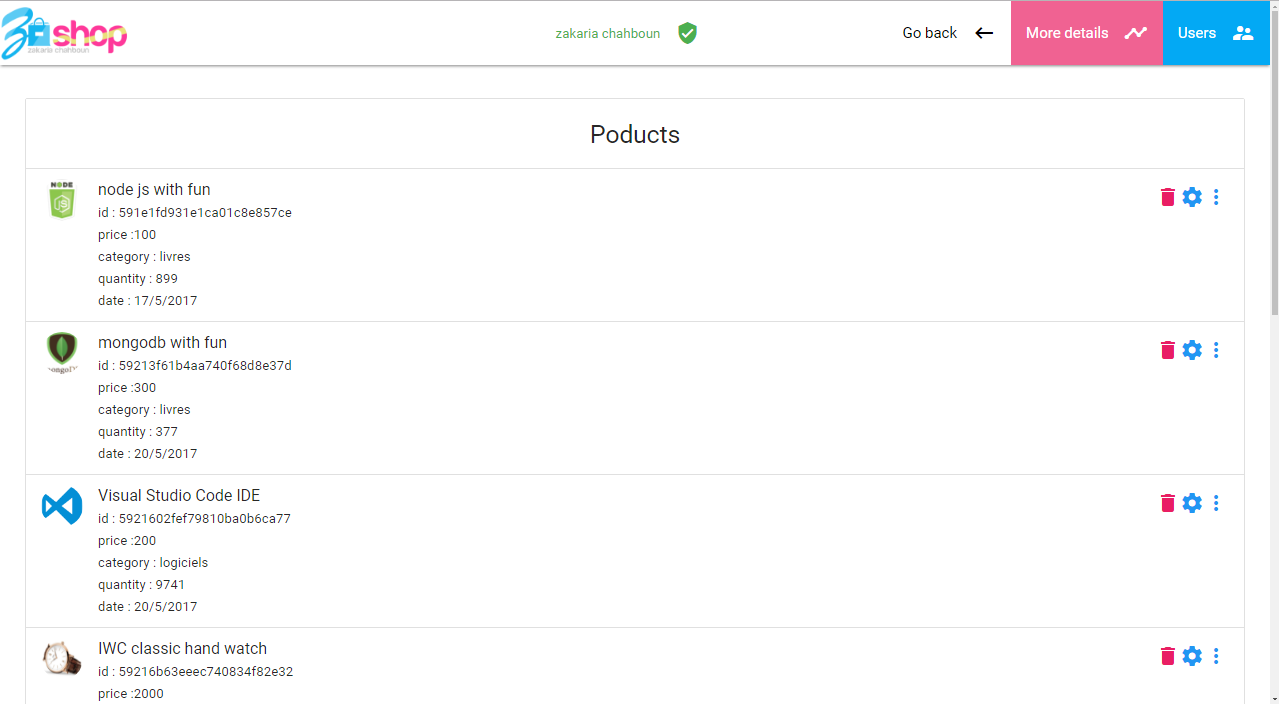 shop
zakaria chahboun
zakaria chahboun
Go back
More details
Users
Poducts
NODE
JS
node js with fun
id : 591e1fd931e1ca01c8e857ce
price :100
category : livres
quantity : 899
date : 17/5/2017
mongodb with fun
id : 59213f61b4aa740f68d8e37d
price :300
category : livres
quantity : 377
date : 20/5/2017
Visual Studio Code IDE
id : 5921602fef79810ba0b6ca77
price :200
category : logiciels
quantity : 9741
date : 20/5/2017
IWC classic hand watch
id : 59216b63eeec740834f82e32
price :2000